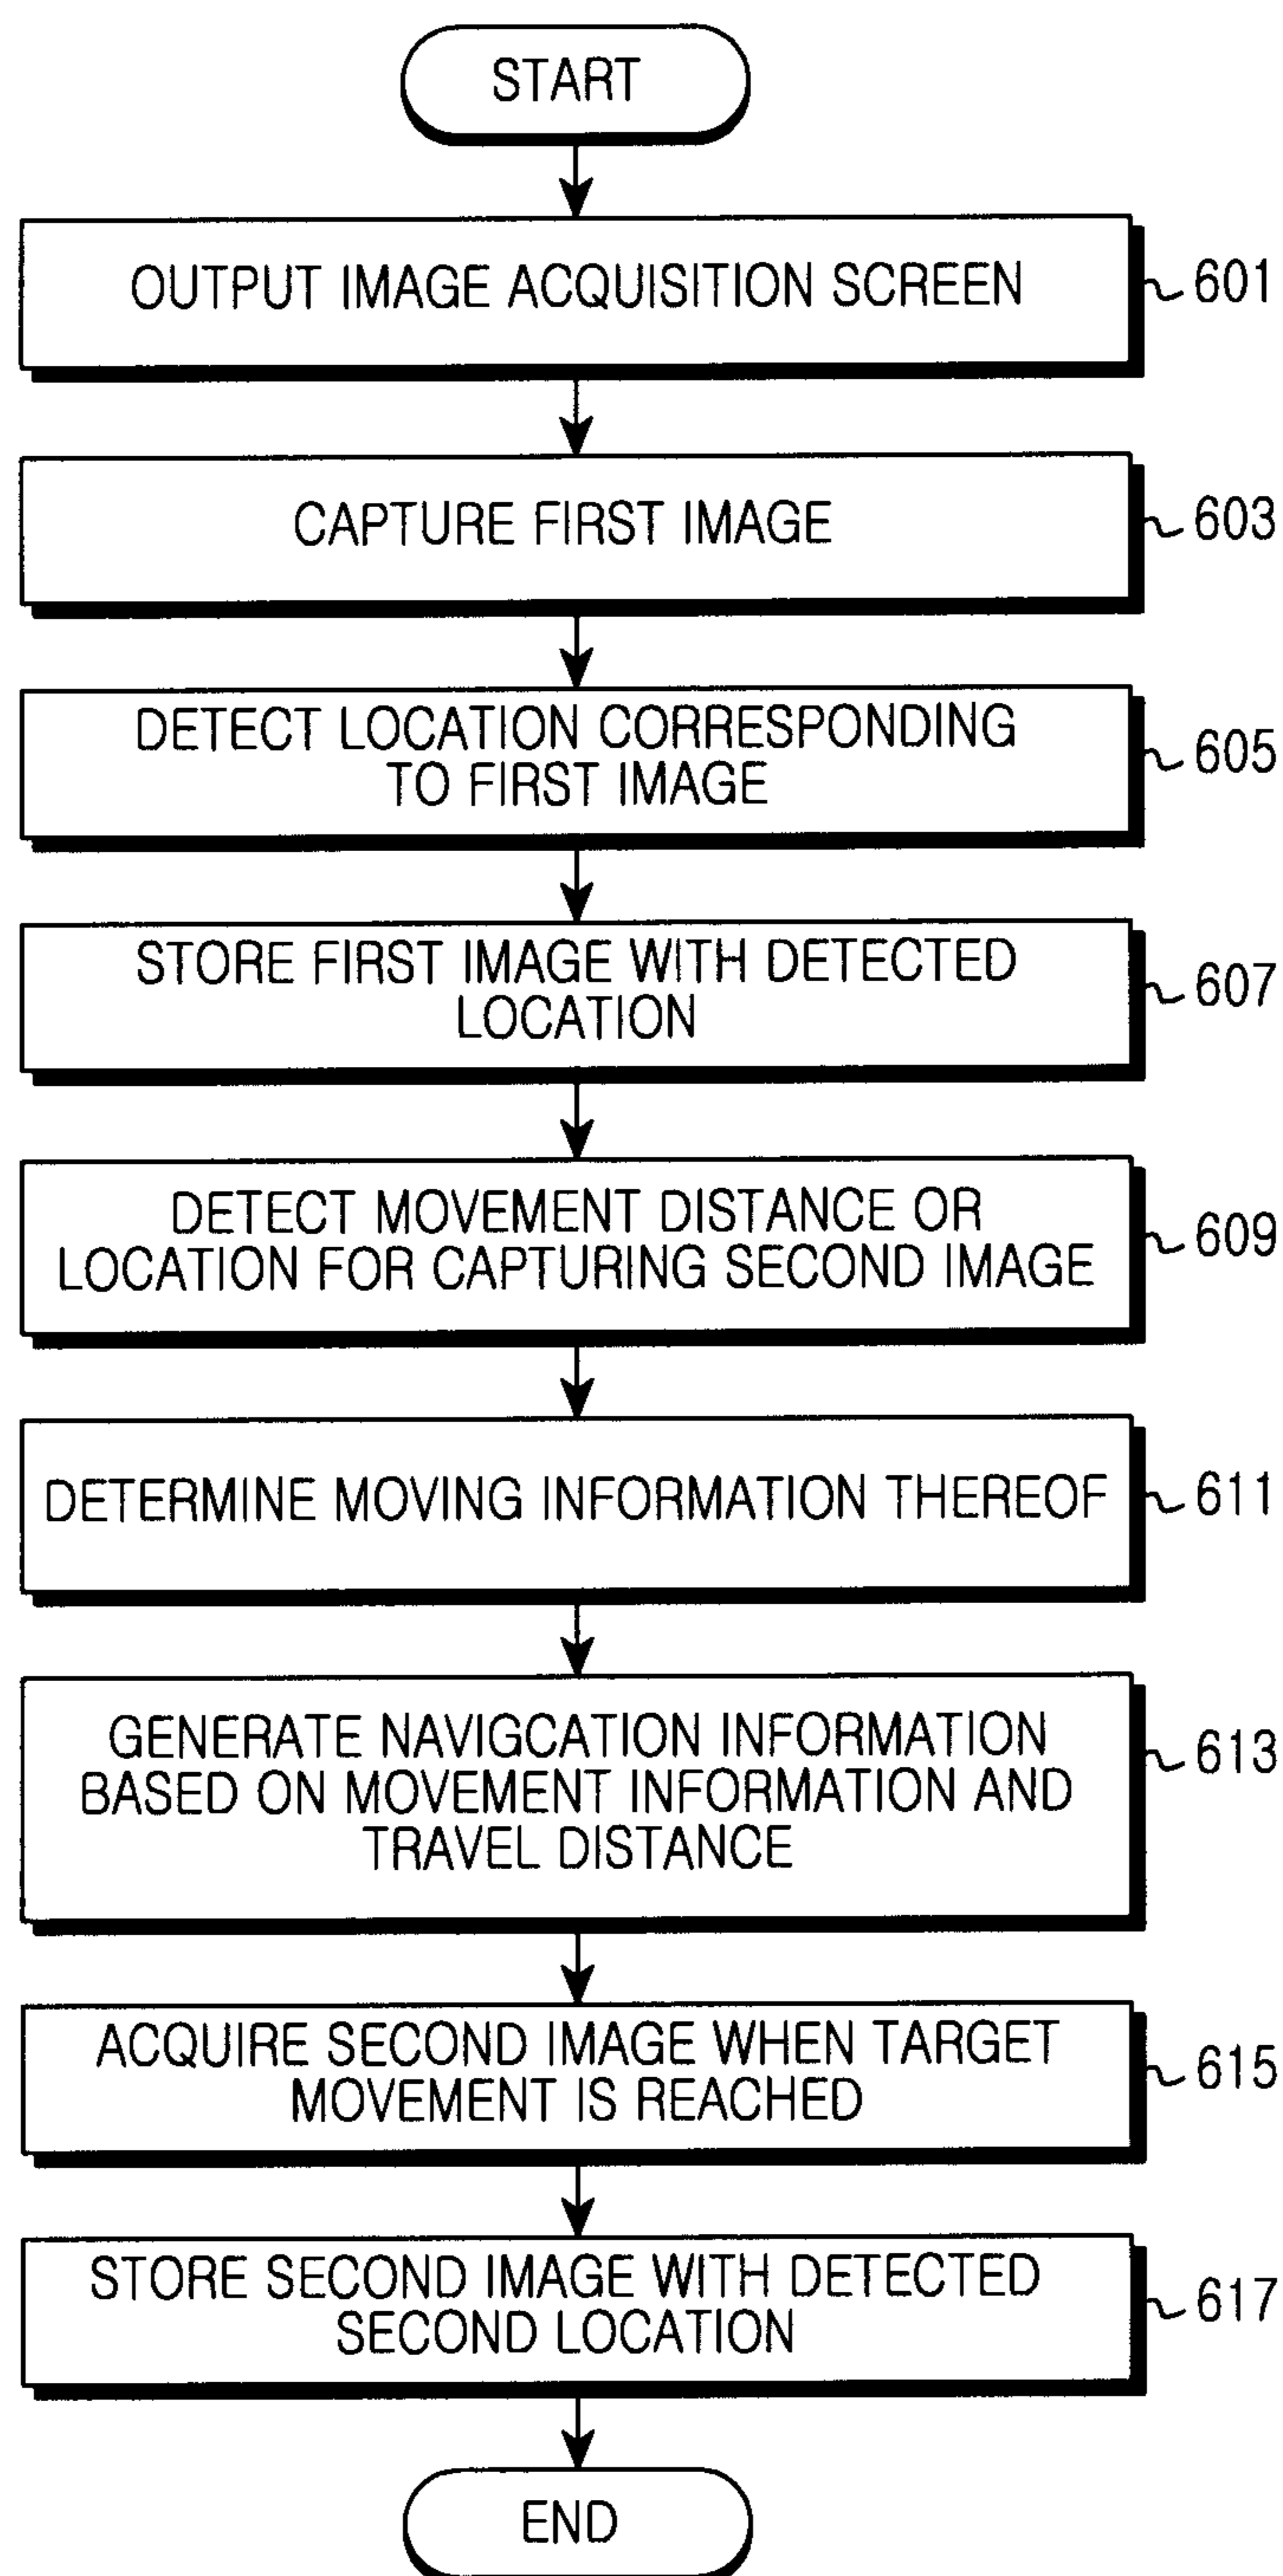 START
OUTPUT IMAGE ACQUISITION SCREEN
601
CAPTURE FIRST IMAGE
603
DETECT LOCATION CORRESPONDING
TO FIRST IMAGE
605
STORE FIRST IMAGE WITH DETECTED
LOCATION
607
DETECT MOVEMENT DISTANCE OR
LOCATION FOR CAPTURING SECOND IMAGE
609
DETERMINE MOVING INFORMATION THEREOF
611
GENERATE NAVIGCATION INFORMATION
BASED ON MOVEMENT INFORMATION AND
TRAVEL DISTANCE
613
ACQUIRE SECOND IMAGE WHEN TARGET
MOVEMENT IS REACHED
615
STORE SECOND IMAGE WITH DETECTED
SECOND LOCATION
617
END